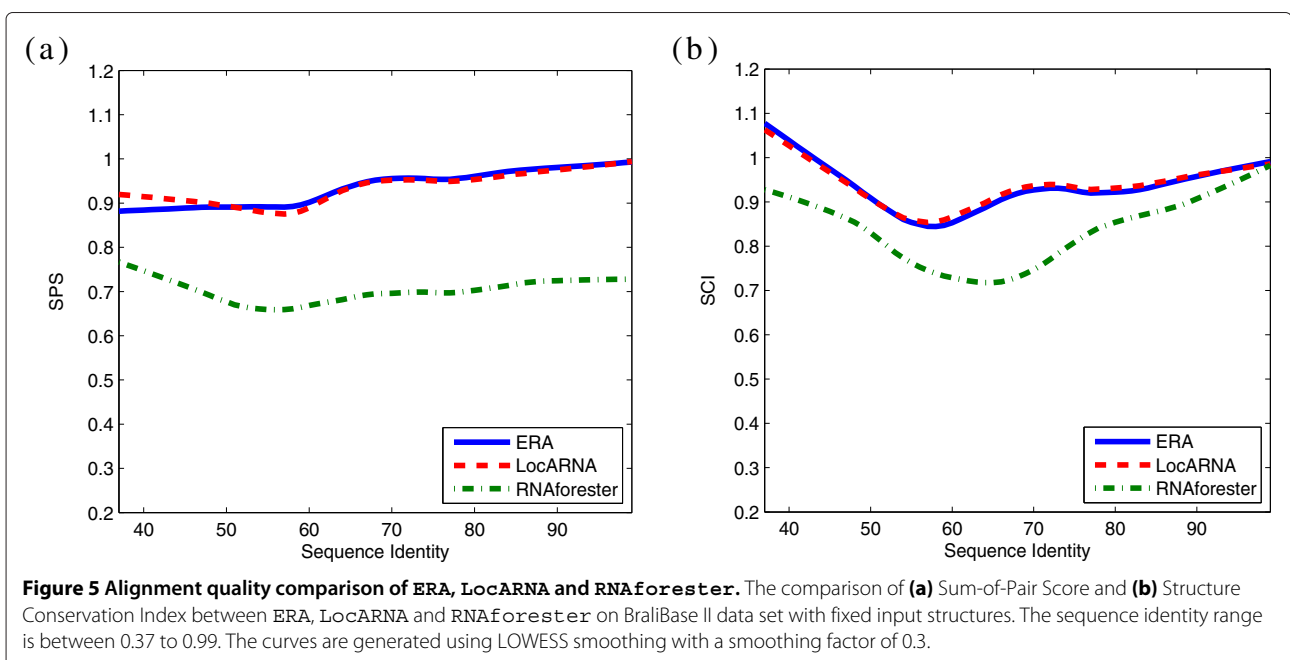 (a)
1.2
1.1
1
0.9
0.8
0.7
0.6
0.5
0.4
0.3
0.2
SPS
40 50 60 70 80 90
Sequence Identity
ERA
LocARNA
RNAforester
(b)
1.2
1.1
1
0.9
0.8
0.7
0.6
0.5
0.4
0.3
0.2
SCI
40 50 60 70 80 90
Sequence Identity
ERA
LocARNA
RNAforester
Figure 5 Alignment quality comparison of ERA, LocARNA and RNAforester. The comparison of (a) Sum-of-Pair Score and (b) Structure
Conservation Index between ERA, LocARNA and RNAforester on BraliBase II data set with fixed input structures. The sequence identity range
is between 0.37 to 0.99. The curves are generated using LOWESS smoothing with a smoothing factor of 0.3.